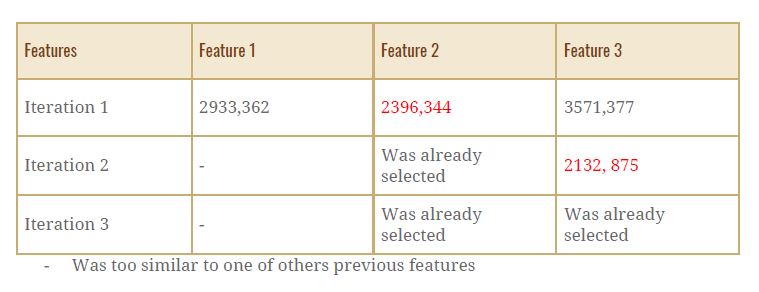 Features Feature 1 Feature 2 Feature 3
Iteration 1 2933,362 2396,344 3571,377
Iteration 2 - Was already selected 2132, 875
Iteration 3 - Was already selected Was already selected
- Was too similar to one of others previous features